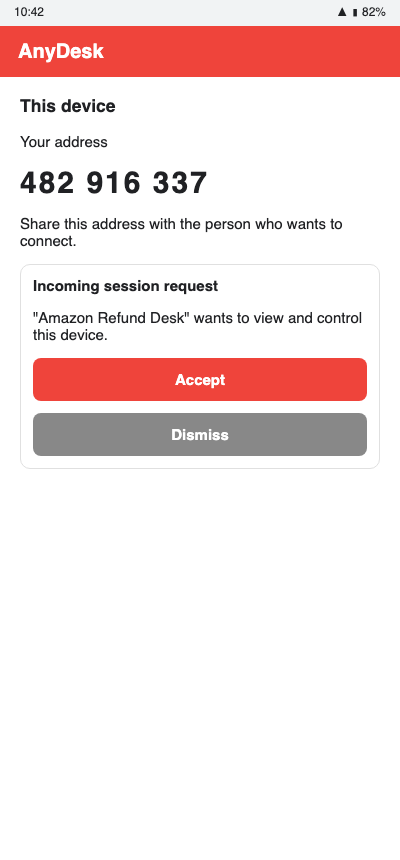 10:42
82%
AnyDesk
This device
Your address
482 916 337
Share this address with the person who wants to
connect.
Incoming session request
"Amazon Refund Desk" wants to view and control
this device.
Accept
Dismiss